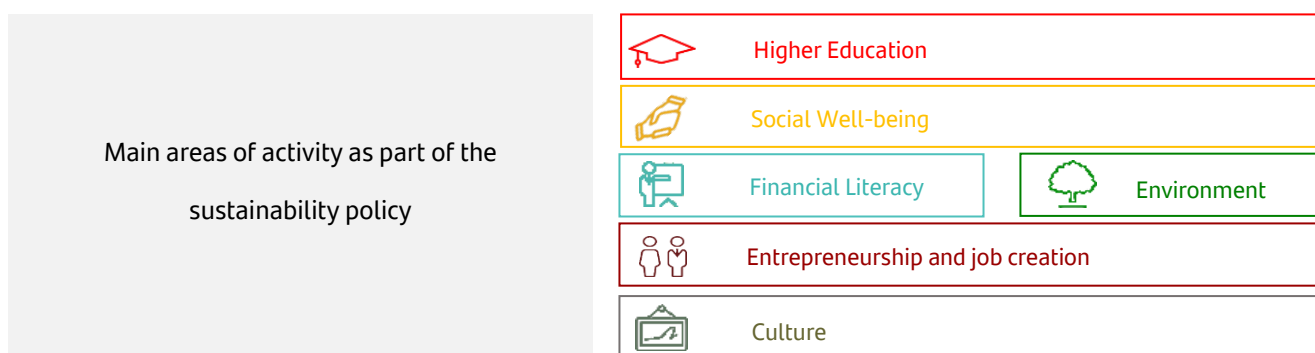 Main areas of activity as part of the
sustainability policy
Higher Education
Social Well-being
Financial Literacy
Environment
Entrepreneurship and job creation
Culture